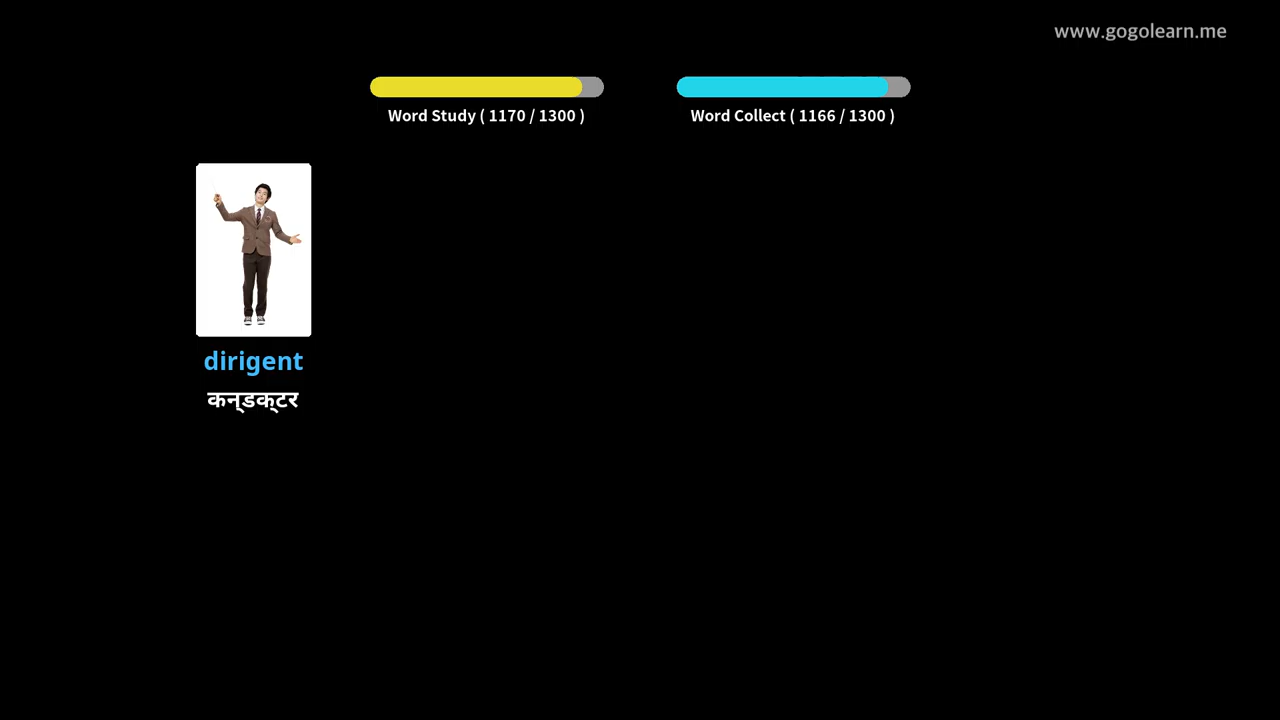 www.gogolearn.me
Word Study ( 1170 / 1300 )
Word Collect ( 1166 / 1300 )
dirigent
कन्डक्टर